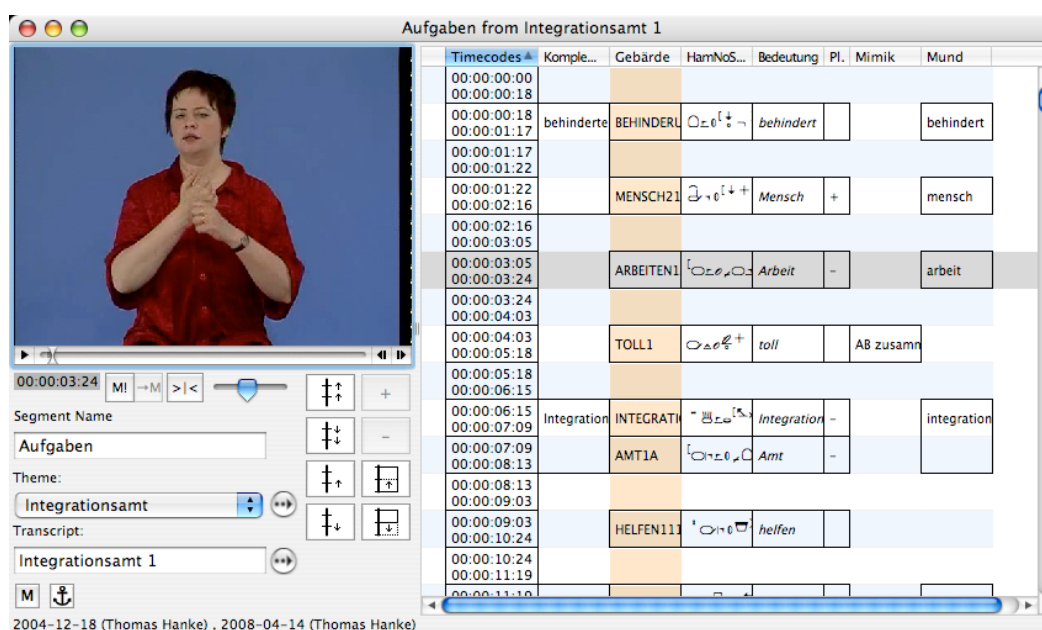 Aufgaben from Integrationsamt 1
Timecodes Komple... Gebärde HamNoS... Bedeutung Pl. Mimik Mund
00:00:00:00
00:00:00:18
00:00:00:18
00:00:01:17
behinderte BEHINDERU behindert behindert
00:00:01:17
00:00:01:22
00:00:01:22
00:00:02:16
MENSCH21 Mensch + mensch
00:00:02:16
00:00:03:05
00:00:03:05
00:00:03:24
ARBEITEN1 Arbeit – arbeit
00:00:03:24
00:00:04:03
00:00:04:03
00:00:05:18
TOLL1 toll AB zusamn
00:00:05:18
00:00:06:15
00:00:06:15
00:00:07:09
Integration INTEGRATI Integration – integration
00:00:07:09
00:00:08:13
AMT1A Amt –
00:00:08:13
00:00:09:03
00:00:09:03
00:00:10:24
HELFEN111 helfen
00:00:10:24
00:00:11:19
00:00:11:19
00:00:03:24 M! →M >|<
Segment Name
Aufgaben
Theme:
Integrationsamt
Transcript:
Integrationsamt 1
M
2004-12-18 (Thomas Hanke) , 2008-04-14 (Thomas Hanke)